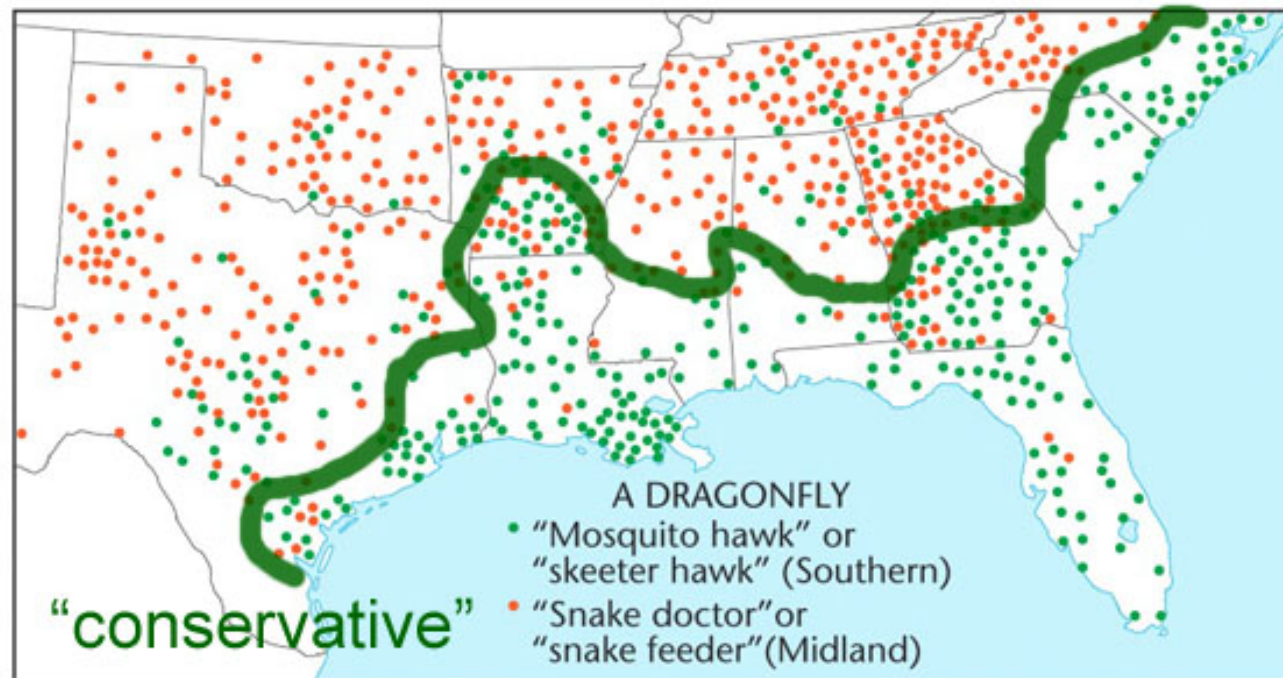 A DRAGONFLY
“Mosquito hawk” or
“skeeter hawk” (Southern)
“Snake doctor”or
“snake feeder”(Midland)
“conservative”